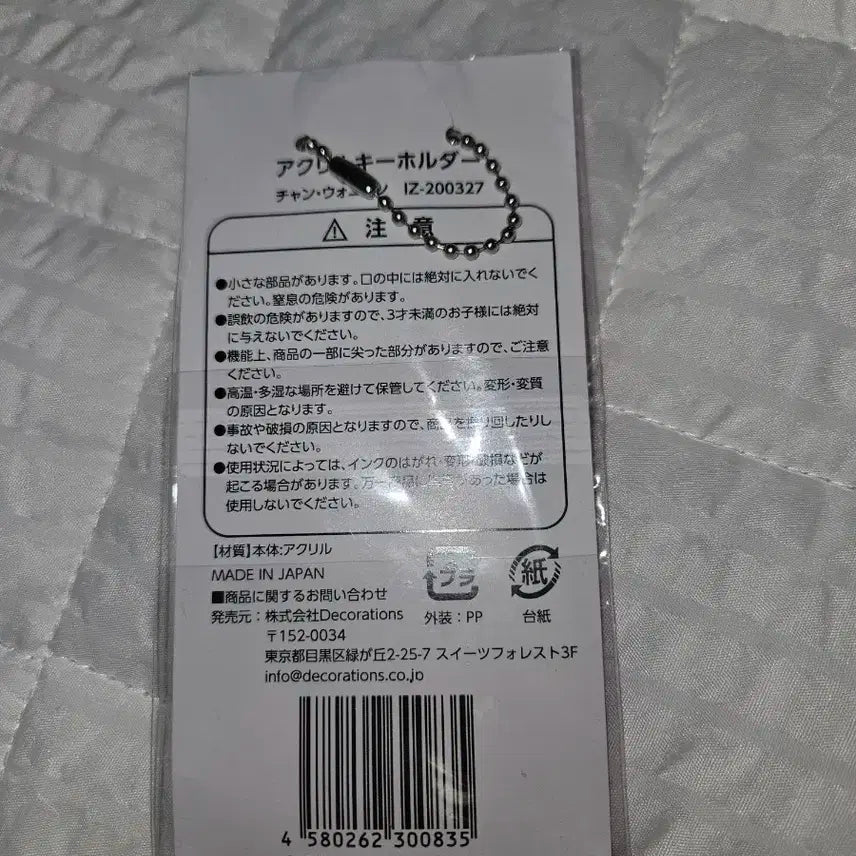 アクリルキーホルダー
チャン・ウォ IZ-200327
注意
●小さな部品があります。口の中には絶対に入れないでく
ださい。窒息の危険があります。
●誤飲の危険がありますので、3才未満のお子様には絶対
に与えないでください。
●機能上、商品の一部に尖った部分がありますので、ご注意
ください。
●高温・多湿な場所を避けて保管してください。変形・変質
の原因となります。
●事故や破損の原因となりますので、商品を振り回したりし
ないでください。
●使用状況によっては、インクのはがれ・変形・破損などが
起こる場合があります。万一 があった場合は
使用しないでください。
【材質】本体:アクリル
MADE IN JAPAN
■商品に関するお問い合わせ
発売元:株式会社Decorations
〒152-0034
東京都目黒区緑が丘2-25-7 スイーツフォレスト3F
info@decorations.co.jp
プラ
外装:PP
紙
台紙
4 580262 300835